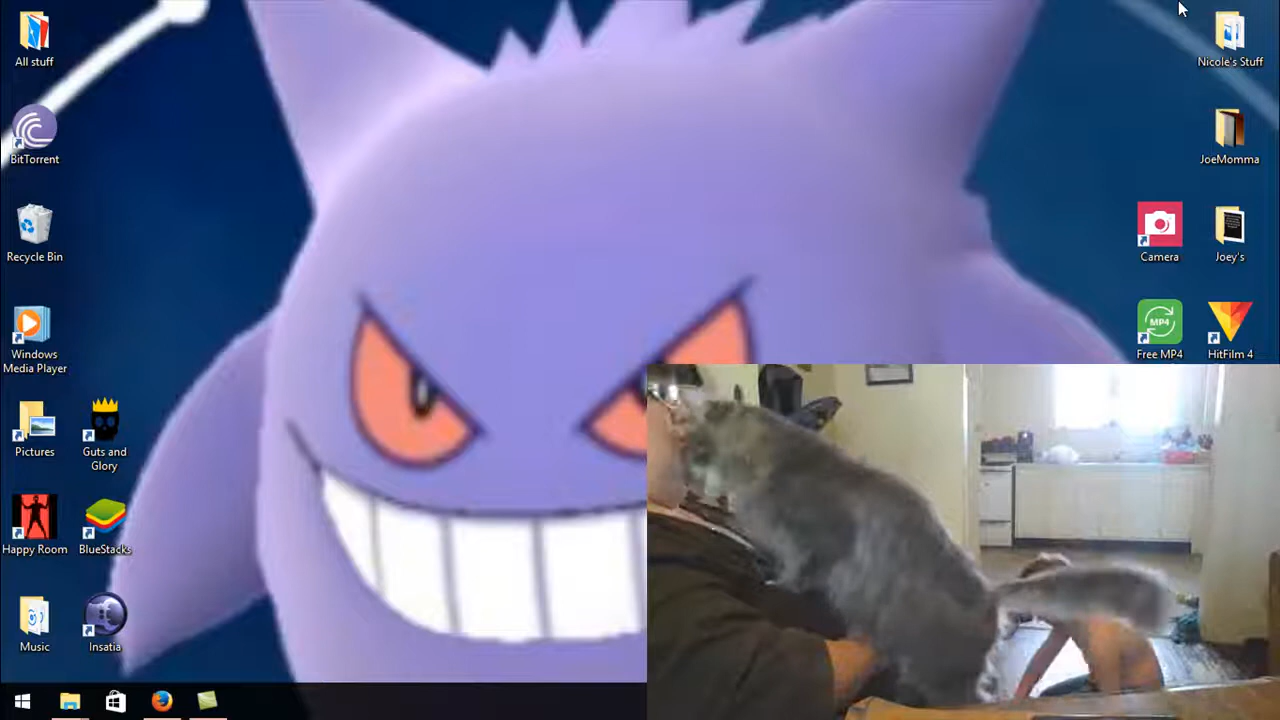 All stuff
BitTorrent
Recycle Bin
Windows
Media Player
Pictures
Guts and
Glory
Happy Room
BlueStacks
Music
Insatia
Nicole's Stuff
JoeMomma
Camera
Joey's
MP4
Free MP4
HitFilm 4